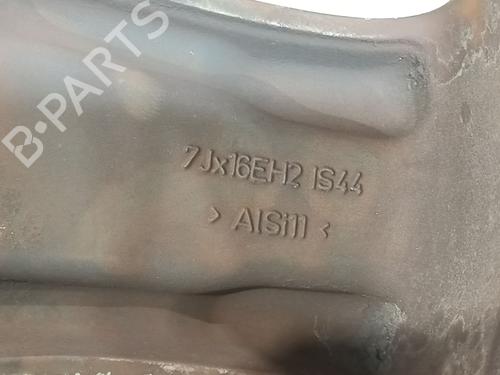 B-PARTS
7Jx16EH2 IS44
> AlSi11 <